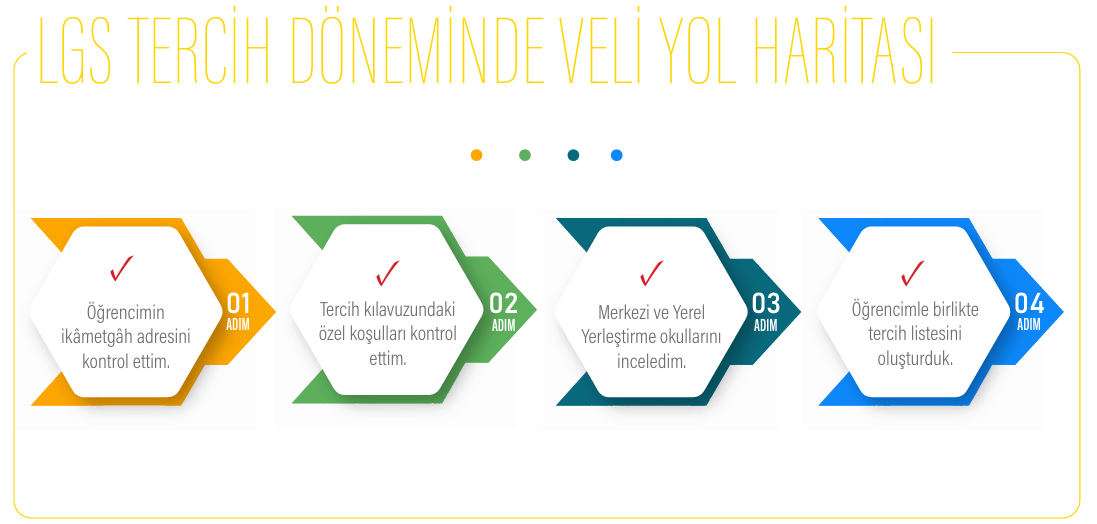 LGS TERCİH DÖNEMİNDE VELİ YOL HARİTASI
Öğrencimin
ikâmetgâh adresini
kontrol ettim.
01
ADIM
Tercih kılavuzundaki
özel koşulları kontrol
ettim.
02
ADIM
Merkezi ve Yerel
Yerleştirme okullarını
inceledim.
03
ADIM
Öğrencimle birlikte
tercih listesini
oluşturduk.
04
ADIM